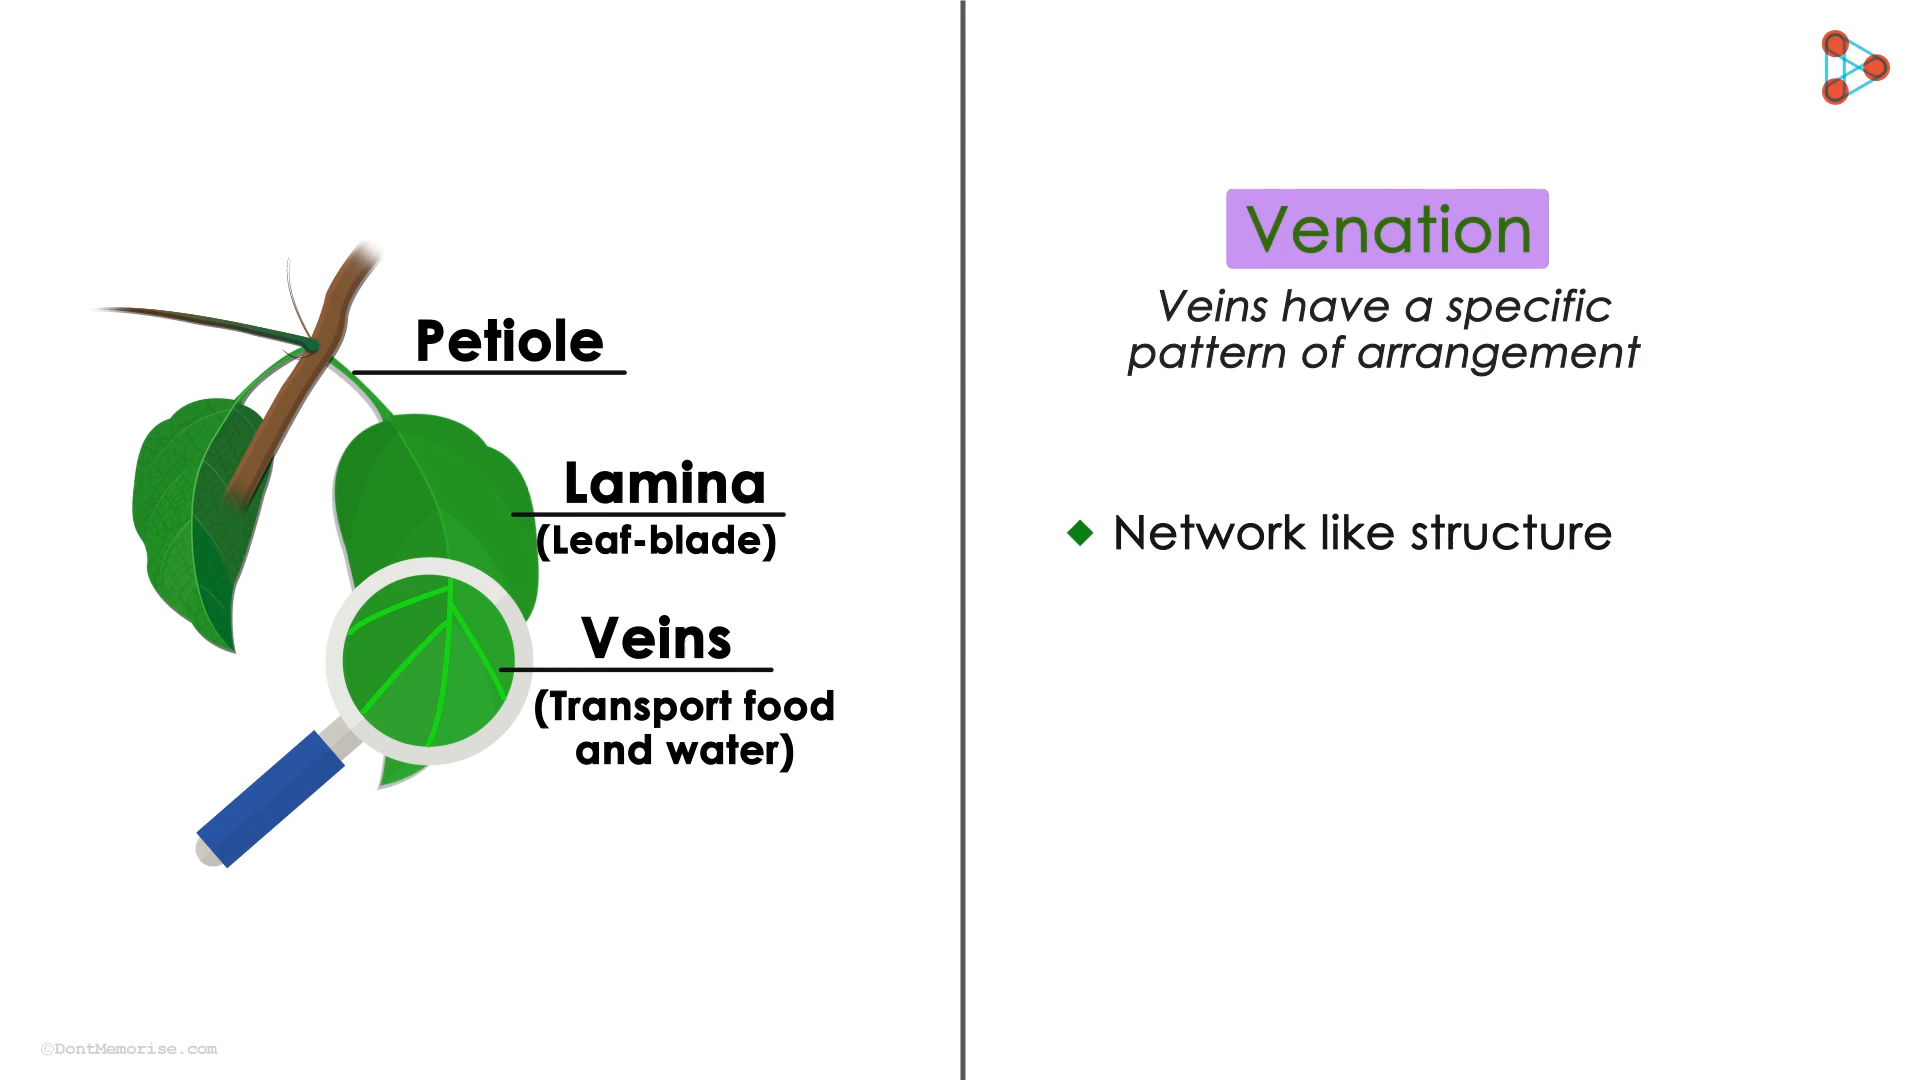 Petiole
Lamina
(Leaf-blade)
Veins
(Transport food
and water)
Venation
Veins have a specific
pattern of arrangement
Network like structure
©DontMemorise.com